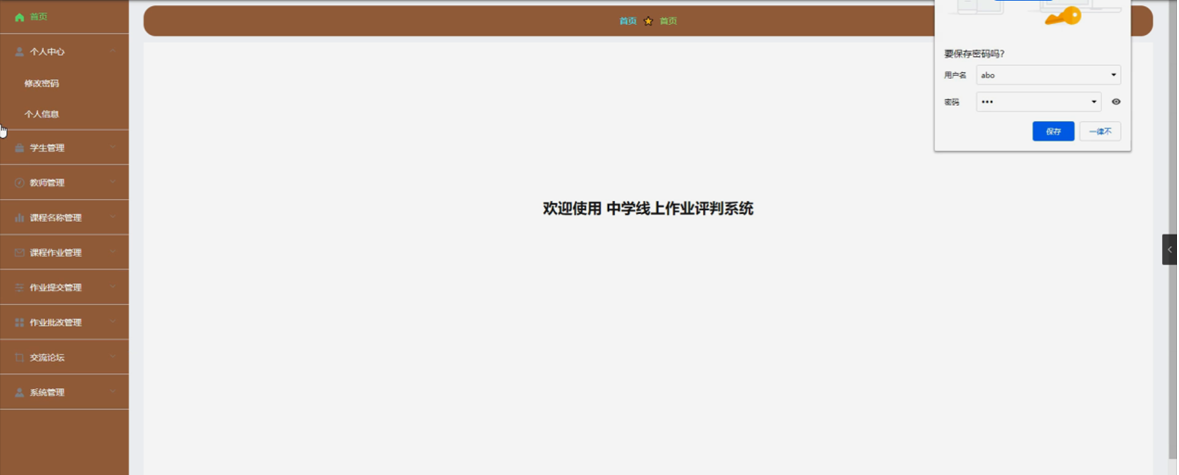 首页
个人中心
修改密码
个人信息
学生管理
教师管理
课程名称管理
课程作业管理
作业提交管理
作业批改管理
交流论坛
系统管理
首页 首页
欢迎使用 中学线上作业评判系统
要保存密码吗?
用户名 abo
密码
保存 一律不